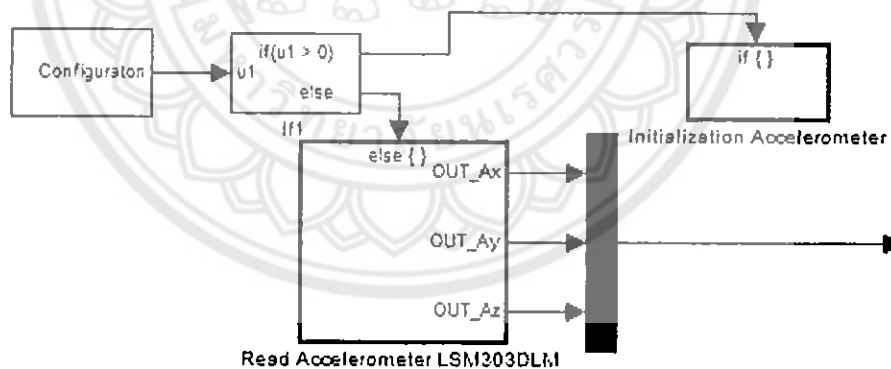 Configuraton
u1
if(u1 > 0)
else
If1
if { }
Initialization Accelerometer
else { }
OUT_Ax
OUT_Ay
OUT_Az
Read Accelerometer LSM303DLM